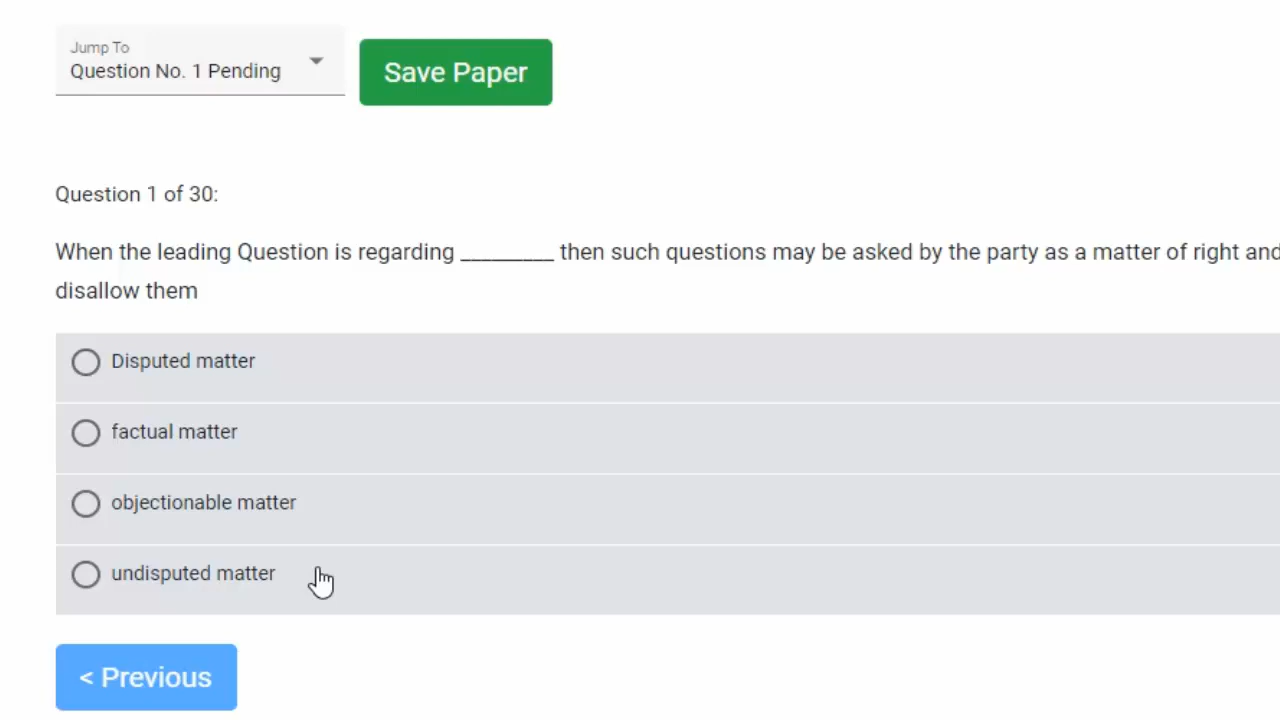 Jump To
Question No. 1 Pending
Save Paper
Question 1 of 30:
When the leading Question is regarding _________ then such questions may be asked by the party as a matter of right and
disallow them
Disputed matter
factual matter
objectionable matter
undisputed matter
< Previous